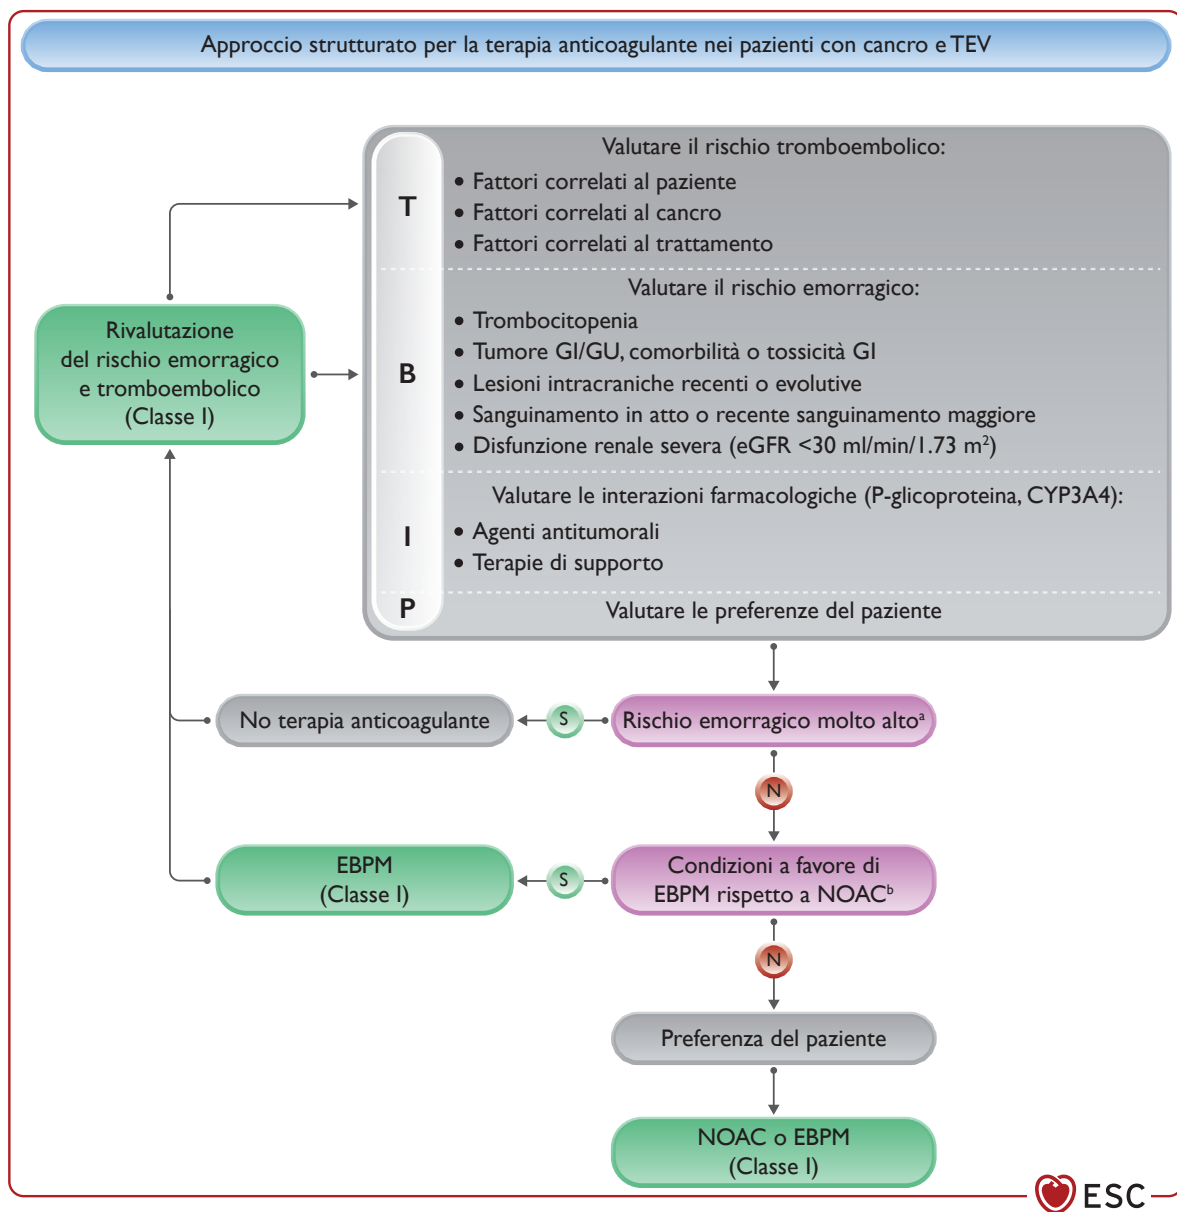 Approccio strutturato per la terapia anticoagulante nei pazienti con cancro e TEV
T
Valutare il rischio tromboembolico:
• Fattori correlati al paziente
• Fattori correlati al cancro
• Fattori correlati al trattamento
B
Valutare il rischio emorragico:
• Trombocitopenia
• Tumore GI/GU, comorbilità o tossicità GI
• Lesioni intracraniche recenti o evolutive
• Sanguinamento in atto o recente sanguinamento maggiore
• Disfunzione renale severa (eGFR <30 ml/min/1.73 m²)
I
Valutare le interazioni farmacologiche (P-glicoproteina, CYP3A4):
• Agenti antitumorali
• Terapie di supporto
P
Valutare le preferenze del paziente
Rivalutazione
del rischio emorragico
e tromboembolico
(Classe I)
No terapia anticoagulante
S
Rischio emorragico molto altoᵃ
N
EBPM
(Classe I)
S
Condizioni a favore di
EBPM rispetto a NOACᵇ
N
Preferenza del paziente
NOAC o EBPM
(Classe I)
ESC